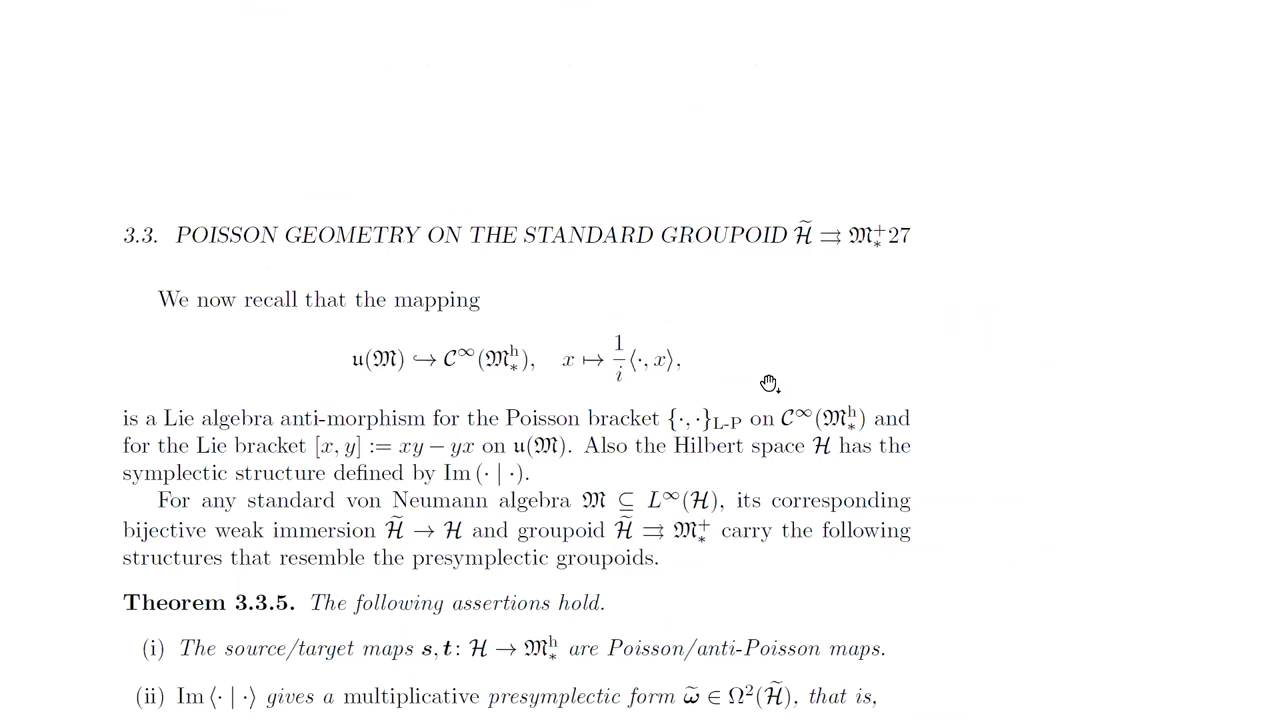 3.3. POISSON GEOMETRY ON THE STANDARD GROUPOID $\widetilde{\mathcal{H}} \rightrightarrows \mathfrak{M}_*^+$27
We now recall that the mapping
$\mathfrak{u}(\mathfrak{M}) \hookrightarrow \mathcal{C}^\infty(\mathfrak{M}_*^{\mathrm{h}}), \quad x \mapsto \frac{1}{i}\langle \cdot, x \rangle,$
is a Lie algebra anti-morphism for the Poisson bracket $\{\cdot, \cdot\}_{\text{L-P}}$ on $\mathcal{C}^\infty(\mathfrak{M}_*^{\mathrm{h}})$ and
for the Lie bracket $[x, y] := xy - yx$ on $\mathfrak{u}(\mathfrak{M})$. Also the Hilbert space $\mathcal{H}$ has the
symplectic structure defined by $\mathrm{Im}\,(\cdot \mid \cdot)$.
For any standard von Neumann algebra $\mathfrak{M} \subseteq L^\infty(\mathcal{H})$, its corresponding
bijective weak immersion $\widetilde{\mathcal{H}} \to \mathcal{H}$ and groupoid $\widetilde{\mathcal{H}} \rightrightarrows \mathfrak{M}_*^+$ carry the following
structures that resemble the presymplectic groupoids.
Theorem 3.3.5. The following assertions hold.
(i) The source/target maps $\boldsymbol{s}, \boldsymbol{t} \colon \mathcal{H} \to \mathfrak{M}_*^{\mathrm{h}}$ are Poisson/anti-Poisson maps.
(ii) $\mathrm{Im}\,\langle \cdot \mid \cdot \rangle$ gives a multiplicative presymplectic form $\widetilde{\omega} \in \Omega^2(\widetilde{\mathcal{H}})$, that is,